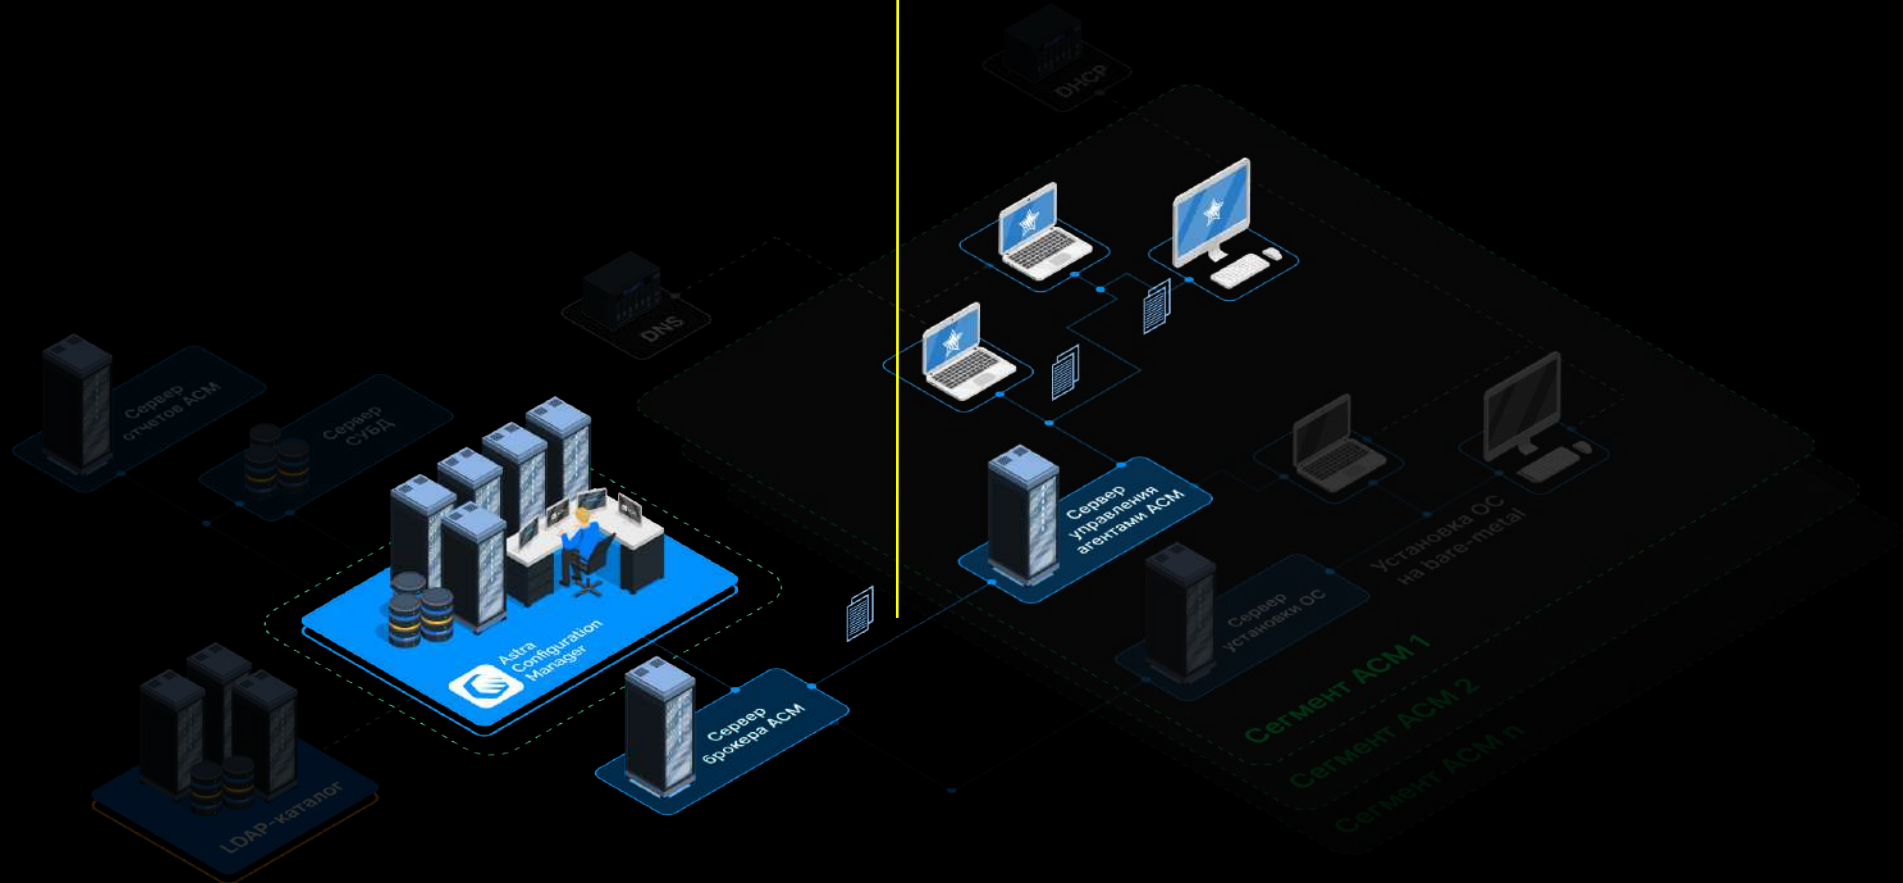 DHCP
DNS
Сервер
отчетов ACM
Сервер
СУБД
Astra
Configuration
Manager
Сервер
управления
агентами ACM
Установка ОС
на bare-metal
Сервер
установки ОС
Сервер
брокера ACM
LDAP-каталог
Сегмент ACM 1
Сегмент ACM 2
Сегмент ACM n